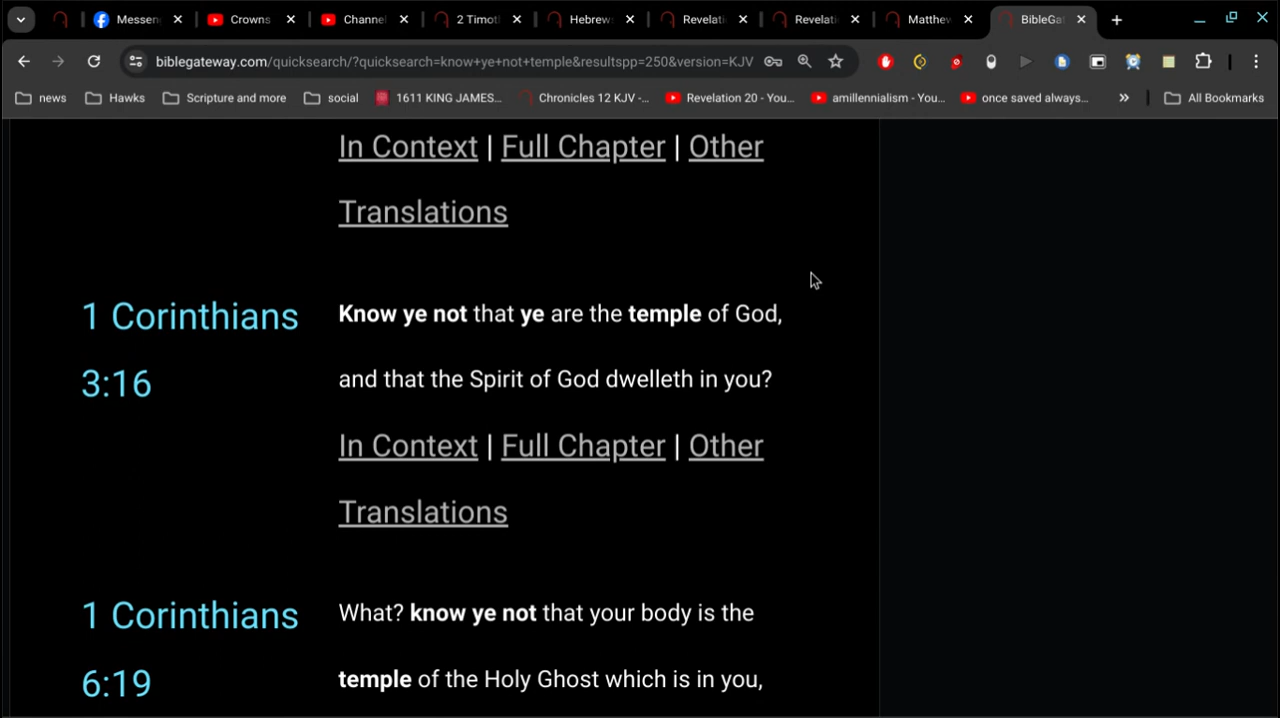 Messen
Crowns
Channel
2 Timoth
Hebrews
Revelati
Revelati
Matthew
BibleGat
biblegateway.com/quicksearch/?quicksearch=know+ye+not+temple&resultspp=250&version=KJV
news
Hawks
Scripture and more
social
1611 KING JAMES...
Chronicles 12 KJV -...
Revelation 20 - You...
amillennialism - You...
once saved always...
»
All Bookmarks
In Context | Full Chapter | Other
Translations
1 Corinthians
3:16
Know ye not that ye are the temple of God,
and that the Spirit of God dwelleth in you?
In Context | Full Chapter | Other
Translations
1 Corinthians
6:19
What? know ye not that your body is the
temple of the Holy Ghost which is in you,